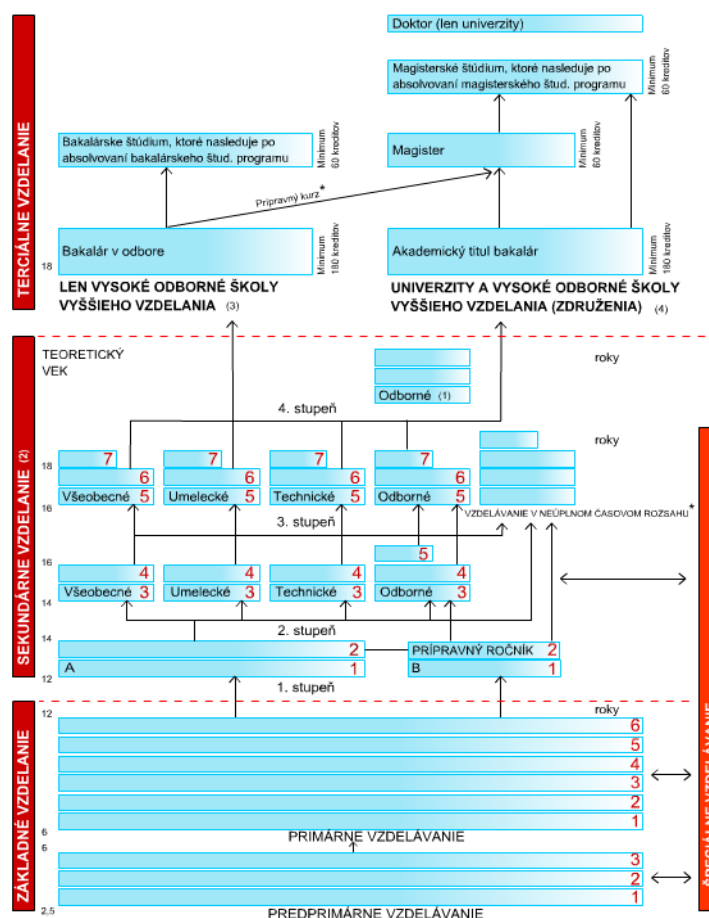 Doktor (len univerzity)
Magisterské štúdium, ktoré nasleduje po
absolvovaní magisterského štud. programu
Minimum
60 kreditov
Bakalárske štúdium, ktoré nasleduje po
absolvovaní bakalárskeho štud. programu
Minimum
60 kreditov
Magister
Minimum
60 kreditov
Prípravný kurz*
18
Bakalár v odbore
Minimum
180 kreditov
Akademický titul bakalár
Minimum
180 kreditov
TERCIÁLNE VZDELANIE
LEN VYSOKÉ ODBORNÉ ŠKOLY
VYŠŠIEHO VZDELANIA (3)
UNIVERZITY A VYSOKÉ ODBORNÉ ŠKOLY
VYŠŠIEHO VZDELANIA (ZDRUŽENIA) (4)
TEORETICKÝ
VEK
roky
Odborné (1)
4. stupeň
roky
18
7 7 7 7
6 6 6 6
Všeobecné 5 Umelecké 5 Technické 5 Odborné 5
16
VZDELÁVANIE V NEÚPLNOM ČASOVOM ROZSAHU*
3. stupeň
16
5
4 4 4 4
Všeobecné 3 Umelecké 3 Technické 3 Odborné 3
14
2. stupeň
14
2 PRÍPRAVNÝ ROČNÍK 2
A 1 B 1
12
1. stupeň
SEKUNDÁRNE VZDELANIE (2)
12
roky
6
5
4
3
2
1
6
PRIMÁRNE VZDELÁVANIE
6
3
2
1
2,5
PREDPRIMÁRNE VZDELÁVANIE
ZÁKLADNÉ VZDELANIE
ŠPECIÁLNE VZDELÁVANIE